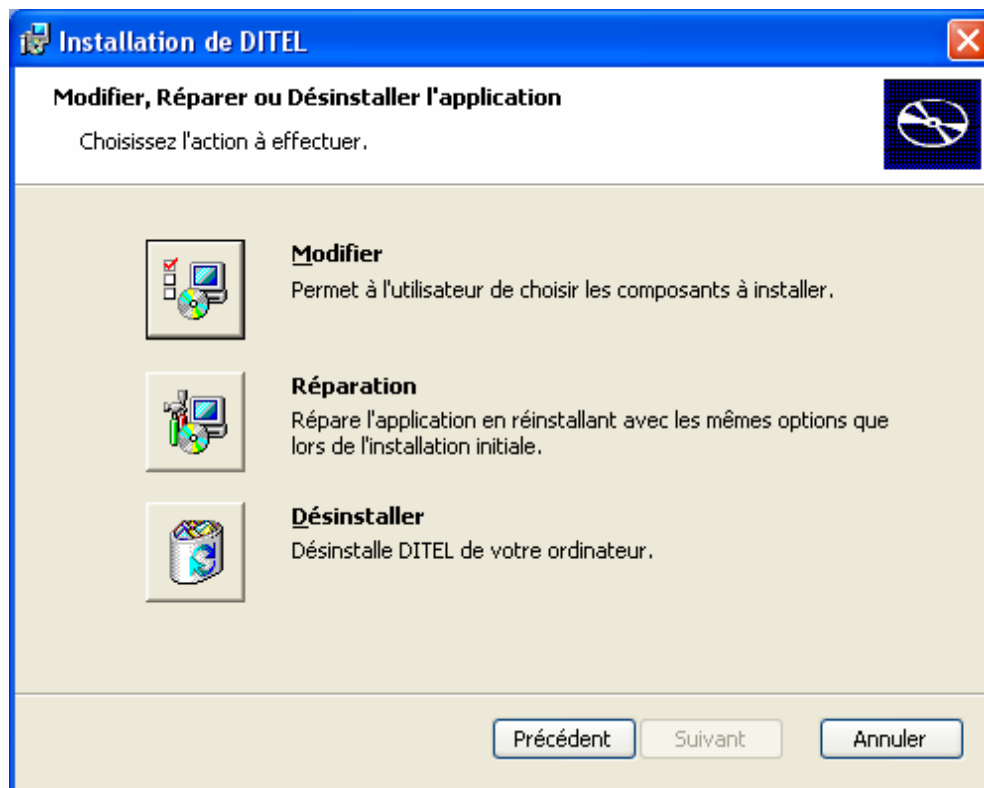 Installation de DITEL
Modifier, Réparer ou Désinstaller l'application
Choisissez l'action à effectuer.
Modifier
Permet à l'utilisateur de choisir les composants à installer.
Réparation
Répare l'application en réinstallant avec les mêmes options que
lors de l'installation initiale.
Désinstaller
Désinstalle DITEL de votre ordinateur.
Précédent
Suivant
Annuler